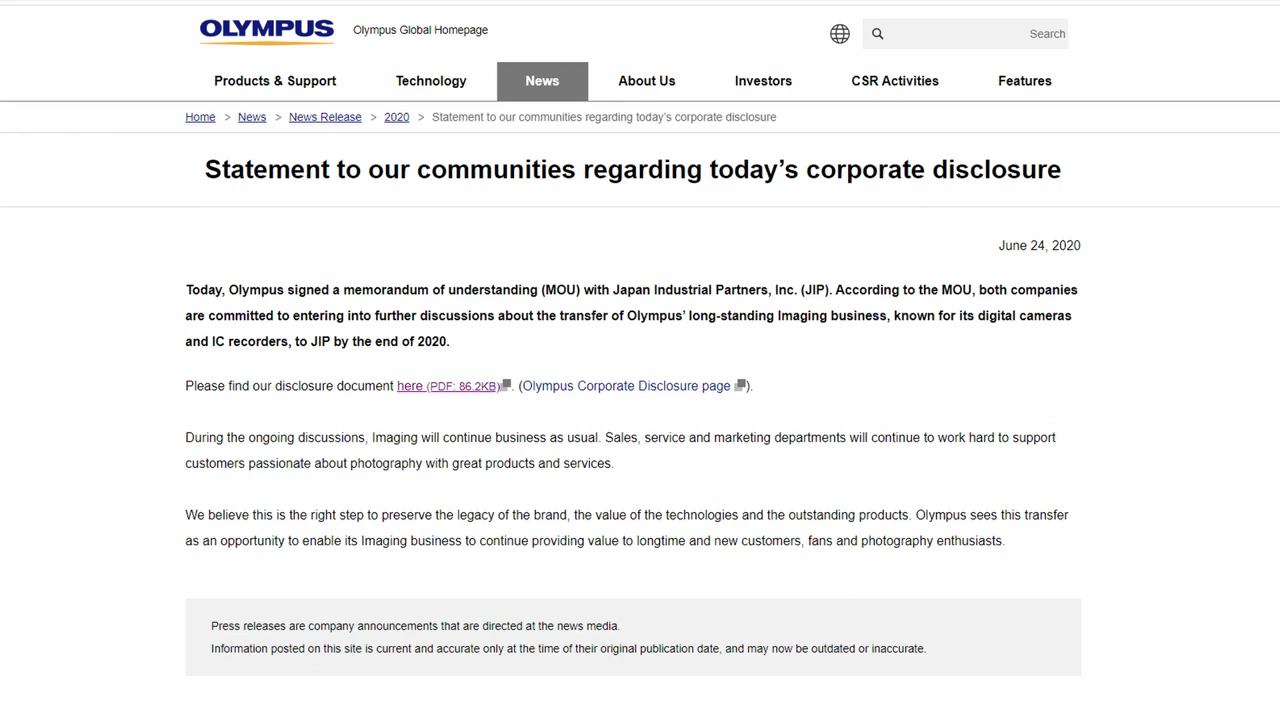 OLYMPUS
Olympus Global Homepage
Search
Products & Support
Technology
News
About Us
Investors
CSR Activities
Features
Home > News > News Release > 2020 > Statement to our communities regarding today's corporate disclosure
Statement to our communities regarding today’s corporate disclosure
June 24, 2020
Today, Olympus signed a memorandum of understanding (MOU) with Japan Industrial Partners, Inc. (JIP). According to the MOU, both companies
are committed to entering into further discussions about the transfer of Olympus’ long-standing Imaging business, known for its digital cameras
and IC recorders, to JIP by the end of 2020.
Please find our disclosure document here (PDF: 86.2KB). (Olympus Corporate Disclosure page).
During the ongoing discussions, Imaging will continue business as usual. Sales, service and marketing departments will continue to work hard to support
customers passionate about photography with great products and services.
We believe this is the right step to preserve the legacy of the brand, the value of the technologies and the outstanding products. Olympus sees this transfer
as an opportunity to enable its Imaging business to continue providing value to longtime and new customers, fans and photography enthusiasts.
Press releases are company announcements that are directed at the news media.
Information posted on this site is current and accurate only at the time of their original publication date, and may now be outdated or inaccurate.